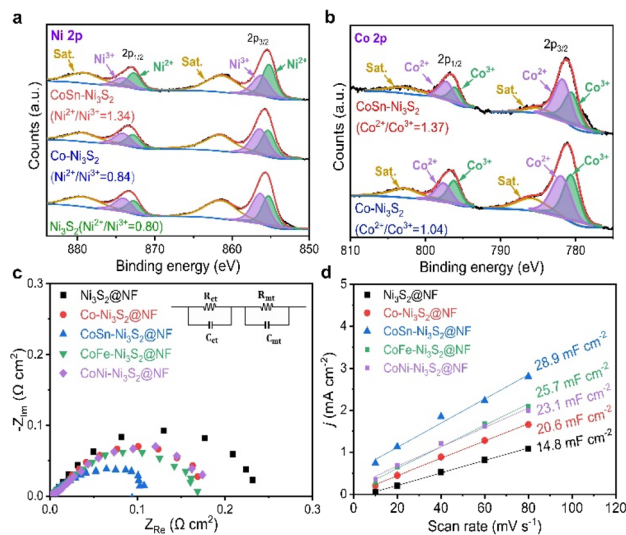 a
Ni 2p
2p₁/₂
2p₃/₂
Sat.
Ni³⁺
Ni²⁺
Sat.
Ni³⁺
Ni²⁺
CoSn-Ni₃S₂
(Ni²⁺/Ni³⁺=1.34)
Co-Ni₃S₂
(Ni²⁺/Ni³⁺=0.84)
Ni₃S₂(Ni²⁺/Ni³⁺=0.80)
Counts (a.u.)
880 870 860 850
Binding energy (eV)
b
Co 2p
2p₁/₂
2p₃/₂
Sat.
Co²⁺
Co³⁺
Sat.
Co²⁺
Co³⁺
CoSn-Ni₃S₂
(Co²⁺/Co³⁺=1.37)
Sat.
Co²⁺
Co³⁺
Sat.
Co²⁺
Co³⁺
Co-Ni₃S₂
(Co²⁺/Co³⁺=1.04)
Counts (a.u.)
810 800 790 780
Binding energy (eV)
c
Ni₃S₂@NF
Co-Ni₃S₂@NF
CoSn-Ni₃S₂@NF
CoFe-Ni₃S₂@NF
CoNi-Ni₃S₂@NF
Rct
Rmt
Cct
Cmt
-ZIm (Ω cm²)
-0.3
-0.2
-0.1
0.0
0.0 0.1 0.2 0.3
ZRe (Ω cm²)
d
Ni₃S₂@NF
Co-Ni₃S₂@NF
CoSn-Ni₃S₂@NF
CoFe-Ni₃S₂@NF
CoNi-Ni₃S₂@NF
28.9 mF cm⁻²
25.7 mF cm⁻²
23.1 mF cm⁻²
20.6 mF cm⁻²
14.8 mF cm⁻²
j (mA cm⁻²)
5
4
3
2
1
0
0 20 40 60 80 100 120
Scan rate (mV s⁻¹)